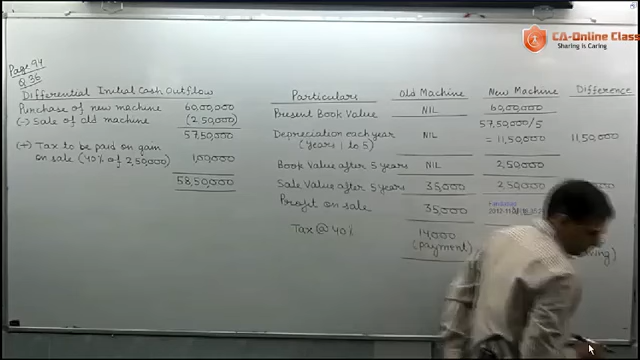 CA-Online Class
Sharing is Caring
Page 94
Q 36
Differential Initial Cash Outflow
Purchase of new machine 60,00,000
(-) Sale of old machine (2,50,000)
57,50,000
(+) Tax to be paid on gain
on sale (40% of 2,50,000) 1,00,000
58,50,000
Particulars Old Machine New Machine Difference
Present Book Value NIL 60,00,000
Depreciation each year NIL 57,50,000/5 = 11,50,000 11,50,000
(Years 1 to 5)
Book Value after 5 years NIL 2,50,000
Sale Value after 5 years 35,000 2,50,000
Profit on sale 35,000
Tax @ 40% 14,000
(payment)